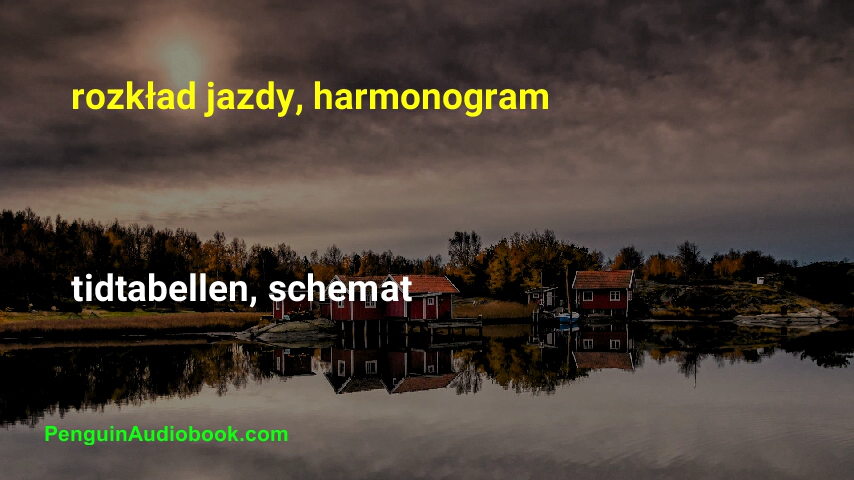 rozkład jazdy, harmonogram
tidtabellen, schemat
PenguinAudiobook.com